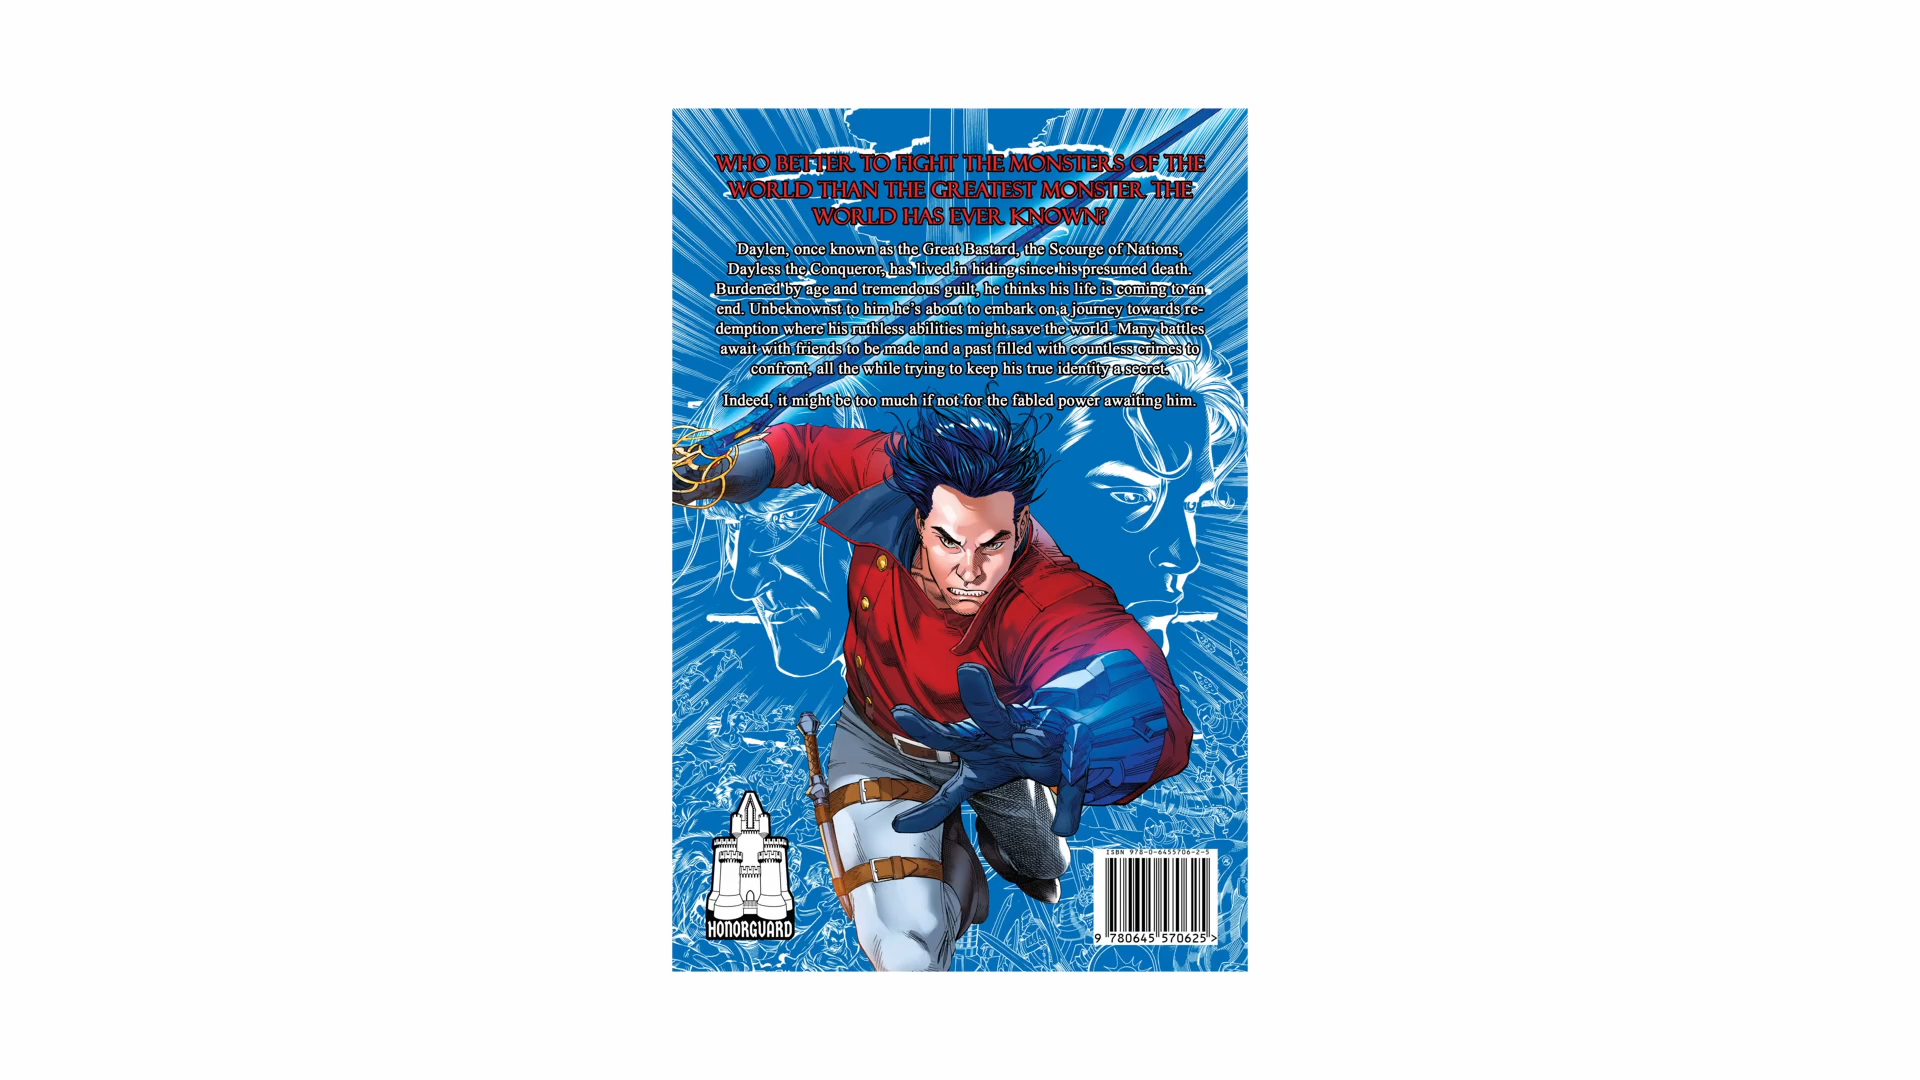 WHO BETTER TO FIGHT THE MONSTERS OF THE
WORLD THAN THE GREATEST MONSTER THE
WORLD HAS EVER KNOWN?
Daylen, once known as the Great Bastard, the Scourge of Nations,
Dayless the Conqueror, has lived in hiding since his presumed death.
Burdened by age and tremendous guilt, he thinks his life is coming to an
end. Unbeknownst to him he's about to embark on a journey towards re-
demption where his ruthless abilities might save the world. Many battles
await with friends to be made and a past filled with countless crimes to
confront, all the while trying to keep his true identity a secret.
Indeed, it might be too much if not for the fabled power awaiting him.
HONORGUARD
ISBN 978-0-6455706-2-5
9 780645 570625 >